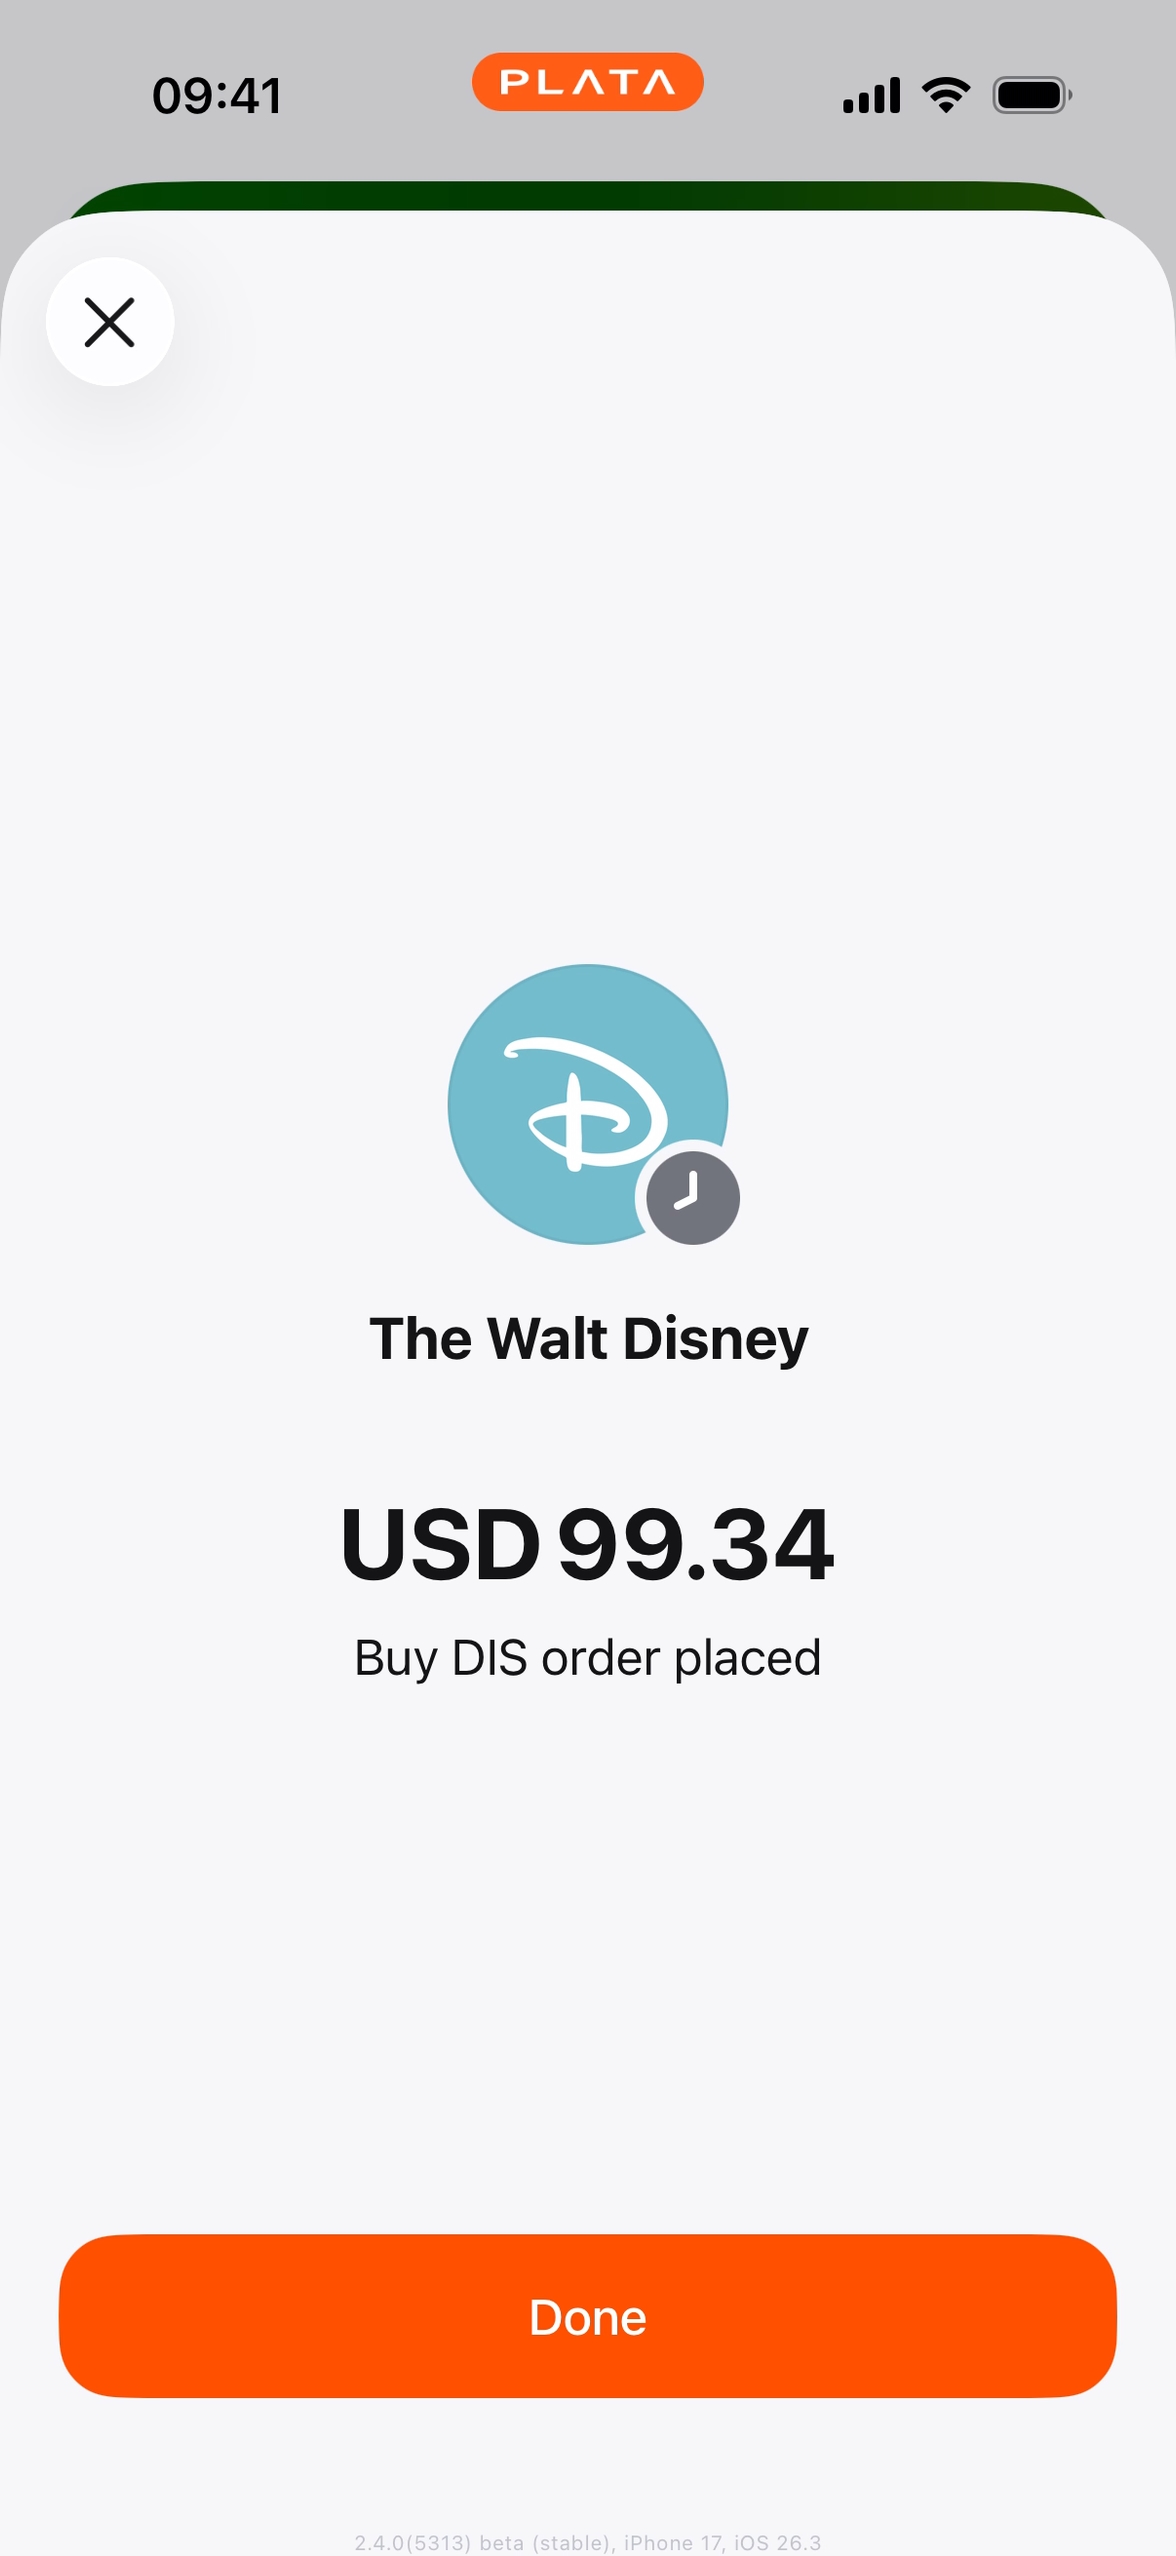 09:41
PLATA
The Walt Disney
USD 99.34
Buy DIS order placed
Done
2.4.0(5313) beta (stable), iPhone 17, iOS 26.3